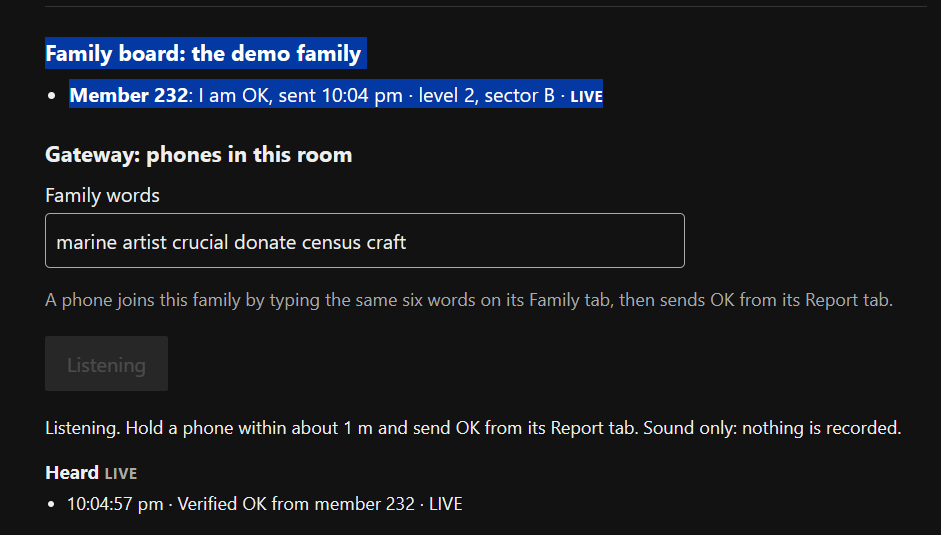 Family board: the demo family
• Member 232: I am OK, sent 10:04 pm · level 2, sector B · LIVE
Gateway: phones in this room
Family words
marine artist crucial donate census craft
A phone joins this family by typing the same six words on its Family tab, then sends OK from its Report tab.
Listening
Listening. Hold a phone within about 1 m and send OK from its Report tab. Sound only: nothing is recorded.
Heard LIVE
• 10:04:57 pm · Verified OK from member 232 · LIVE